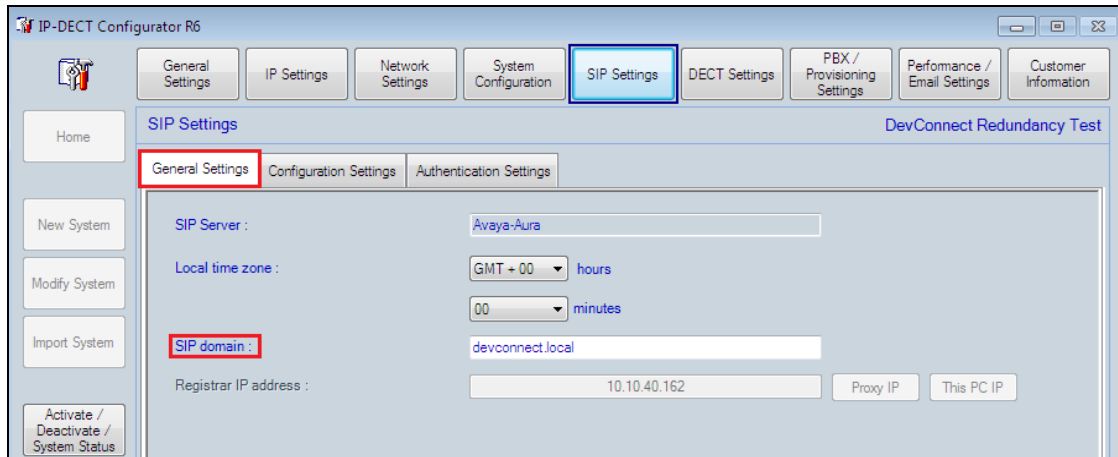 IP-DECT Configurator R6
General Settings
IP Settings
Network Settings
System Configuration
SIP Settings
DECT Settings
PBX / Provisioning Settings
Perfomance / Email Settings
Customer Information
Home
New System
Modify System
Import System
Activate / Deactivate / System Status
SIP Settings
DevConnect Redundancy Test
General Settings
Configuration Settings
Authentication Settings
SIP Server :
Avaya-Aura
Local time zone :
GMT + 00
hours
00
minutes
SIP domain :
devconnect.local
Registrar IP address :
10.10.40.162
Proxy IP
This PC IP